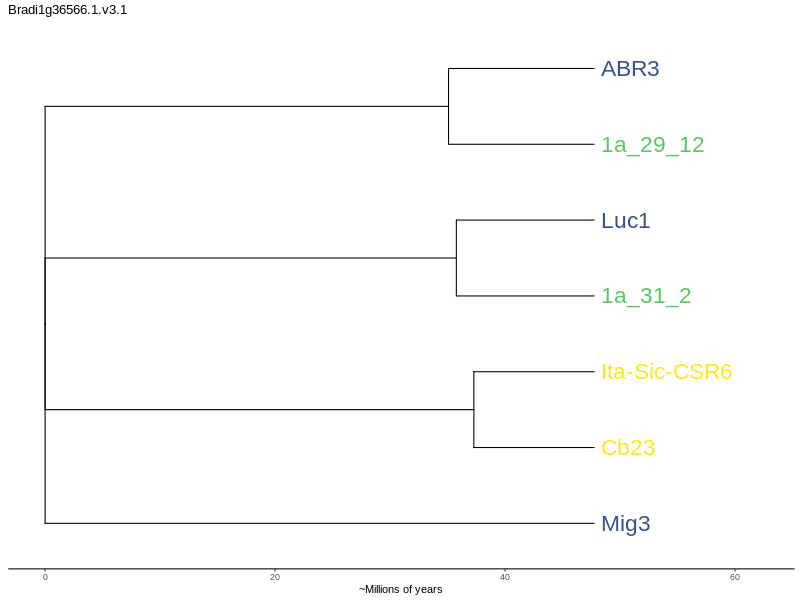 Bradi1g36566.1.v3.1
ABR3
1a_29_12
Luc1
1a_31_2
Ita-Sic-CSR6
Cb23
Mig3
0 20 40 60
~Millions of years